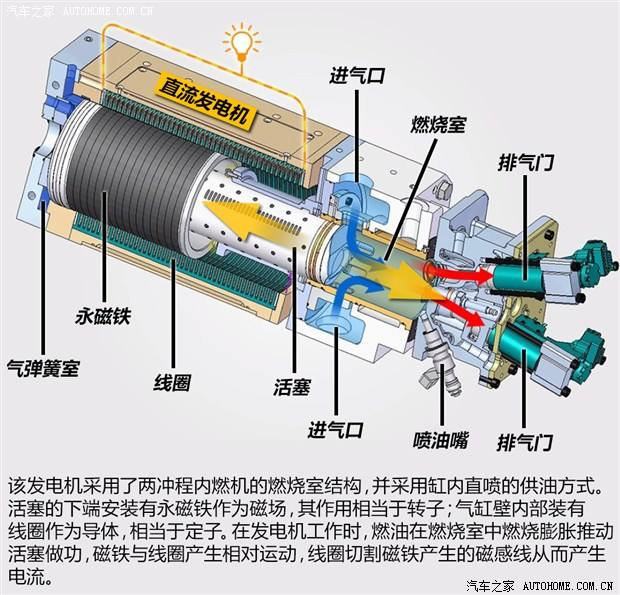 汽车之家 AUTOHOME.COM.CN
直流发电机
进气口
燃烧室
排气门
永磁铁
气弹簧室
线圈
活塞
进气口
喷油嘴
排气门
该发电机采用了两冲程内燃机的燃烧室结构,并采用缸内直喷的供油方式。
活塞的下端安装有永磁铁作为磁场,其作用相当于转子;气缸壁内部装有
线圈作为导体,相当于定子。在发电机工作时,燃油在燃烧室中燃烧膨胀推动
活塞做功,磁铁与线圈产生相对运动,线圈切割磁铁产生的磁感线从而产生
电流。
汽车之家 AUTOHOME.COM.CN